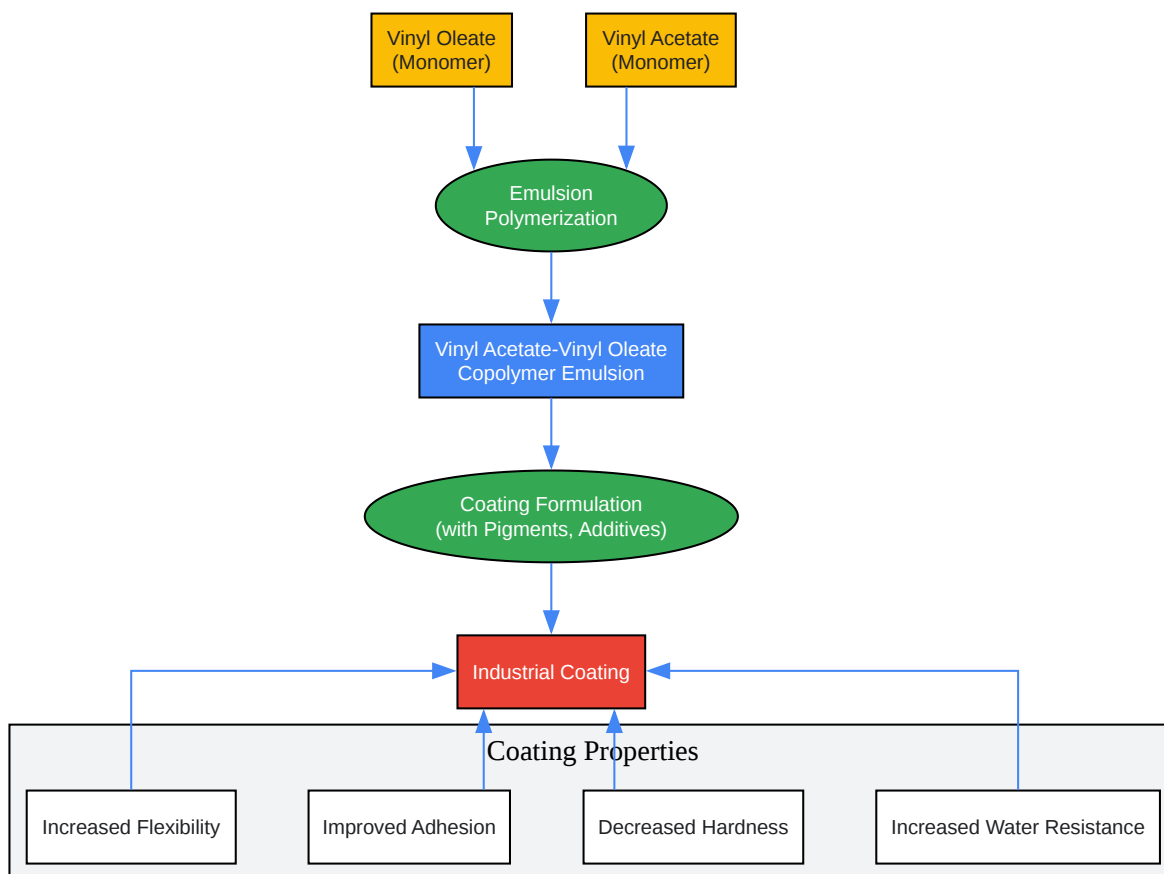 Vinyl Oleate
(Monomer)
Vinyl Acetate
(Monomer)
Emulsion
Polymerization
Vinyl Acetate-Vinyl Oleate
Copolymer Emulsion
Coating Formulation
(with Pigments, Additives)
Industrial Coating
Coating Properties
Increased Flexibility
Improved Adhesion
Decreased Hardness
Increased Water Resistance